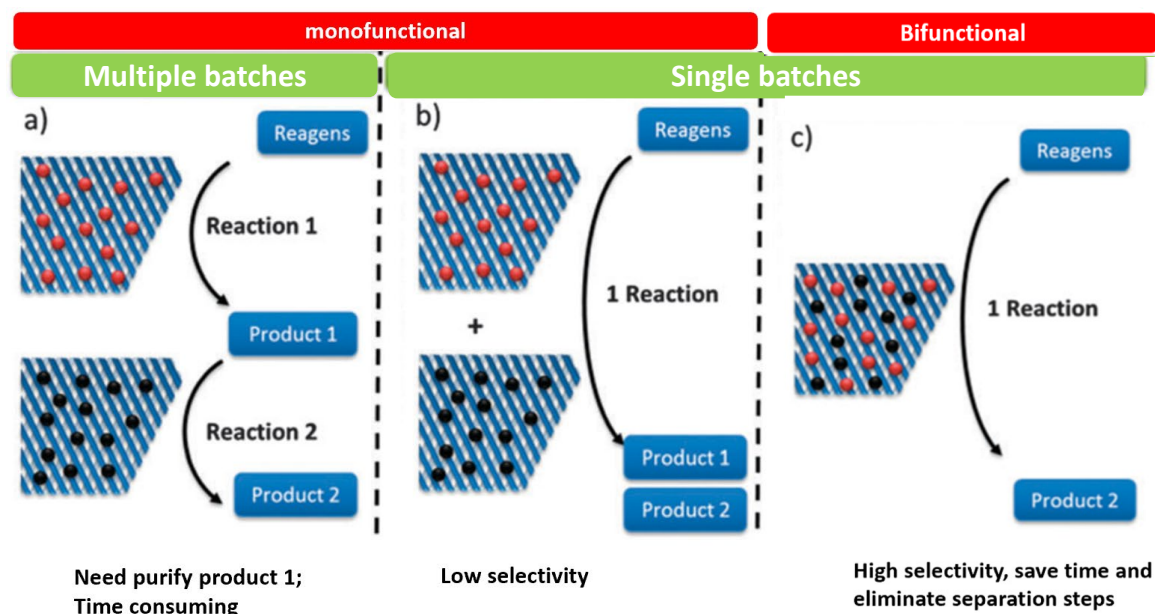 monofunctional
Bifunctional
Multiple batches
Single batches
a)
Reagens
Reaction 1
Product 1
Reaction 2
Product 2
Need purify product 1;
Time consuming
b)
Reagens
+
1 Reaction
Product 1
Product 2
Low selectivity
c)
Reagens
1 Reaction
Product 2
High selectivity, save time and
eliminate separation steps